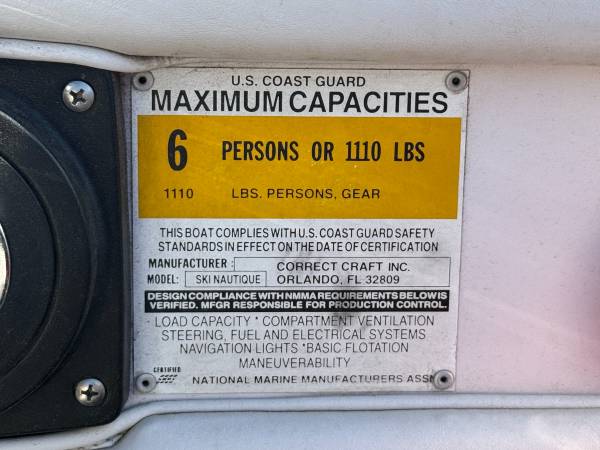 U.S. COAST GUARD
MAXIMUM CAPACITIES
6 PERSONS OR 1110 LBS
1110 LBS. PERSONS, GEAR
THIS BOAT COMPLIES WITH U.S. COAST GUARD SAFETY
STANDARDS IN EFFECT ON THE DATE OF CERTIFICATION
MANUFACTURER : CORRECT CRAFT INC.
MODEL: SKI NAUTIQUE ORLANDO, FL 32809
DESIGN COMPLIANCE WITH NMMA REQUIREMENTS BELOW IS
VERIFIED. MFGR RESPONSIBLE FOR PRODUCTION CONTROL.
LOAD CAPACITY * COMPARTMENT VENTILATION
STEERING, FUEL AND ELECTRICAL SYSTEMS
NAVIGATION LIGHTS *BASIC FLOTATION
MANEUVERABILITY
CERTIFIED
NATIONAL MARINE MANUFACTURERS ASSN